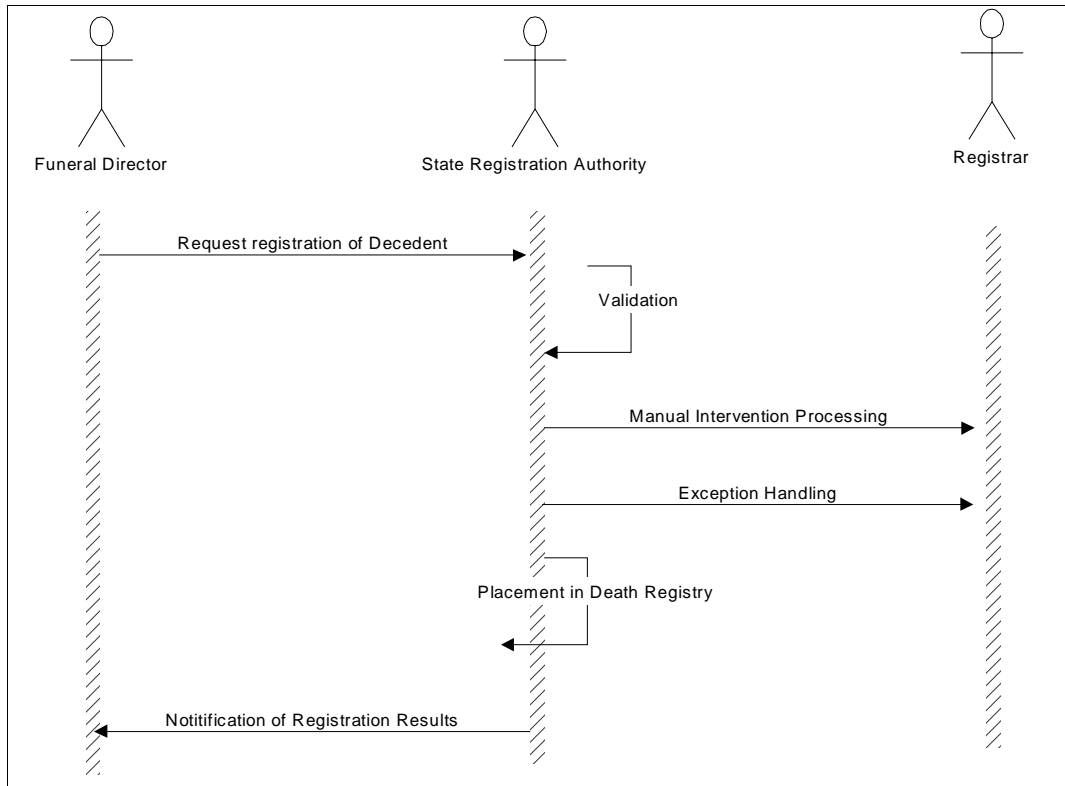 Funeral Director
State Registration Authority
Registrar
Request registration of Decedent
Validation
Manual Intervention Processing
Exception Handling
Placement in Death Registry
Notitification of Registration Results